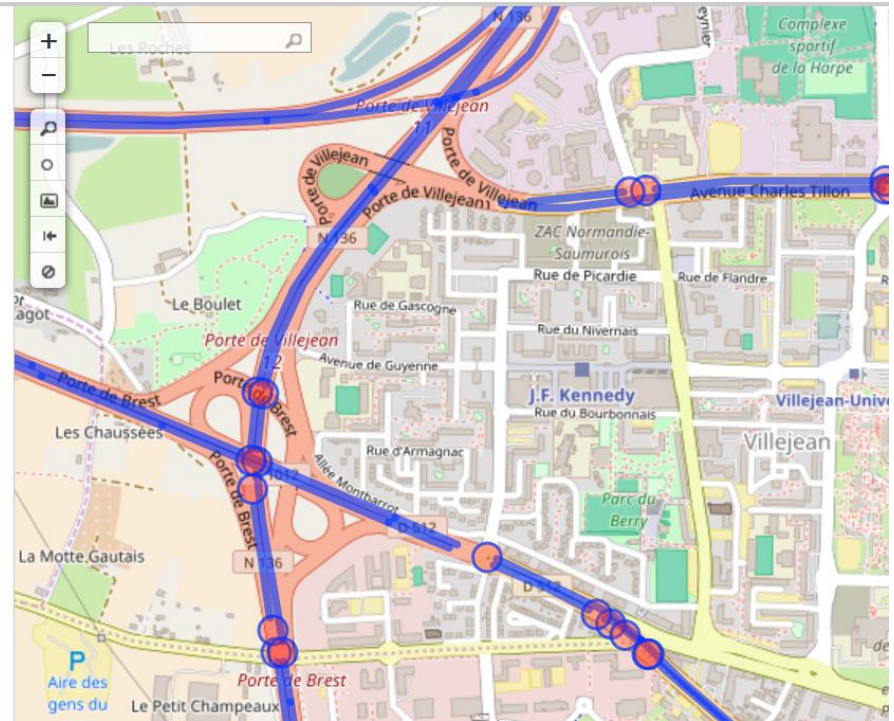 N 136
Complexe
sportif
de la Harpe
Les Roches
+
−
Porte de Villejean
11
Porte de Villejean
Porte de Villejean
Porte de Villejean
Avenue Charles Tillon
N 136
ZAC Normandie-
Saumurois
Rue de Picardie
Rue de Flandre
Le Boulet
Rue de Gascogne
Rue du Nivernais
Porte de Villejean
12
Avenue de Guyenne
J.F. Kennedy
Porte de Brest
Porte de Brest
Rue du Bourbonnais
Villejean-Unive
Les Chaussées
Rue d'Armagnac
Villejean
Porte de Brest
Allée Montbarrot
Parc du
Berry
D 512
La Motte Gautais
N 136
P
Aire des
gens du
Porte de Brest
Le Petit Champeaux